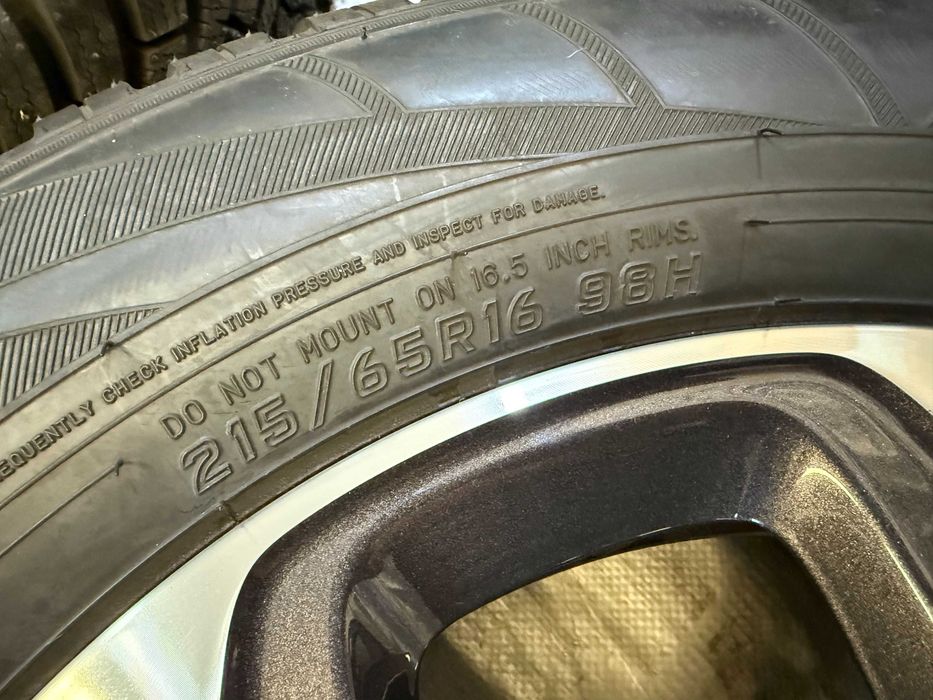 EQUENTLY CHECK INFLATION PRESSURE AND INSPECT FOR DAMAGE.
DO NOT MOUNT ON 16.5 INCH RIMS.
215/65R16 98H